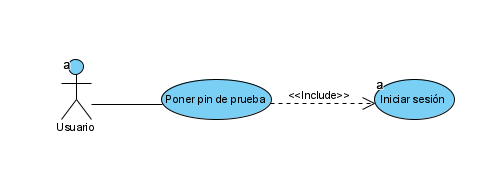 a
Usuario
Poner pin de prueba
<<Include>>
a
Iniciar sesión